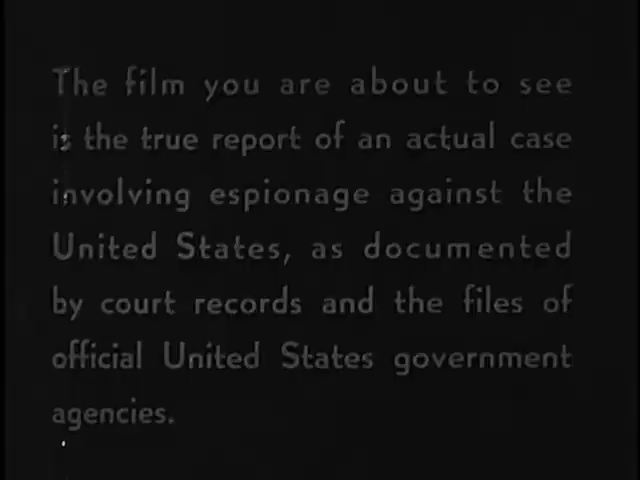 The film you are about to see
is the true report of an actual case
involving espionage against the
United States, as documented
by court records and the files of
official United States government
agencies.